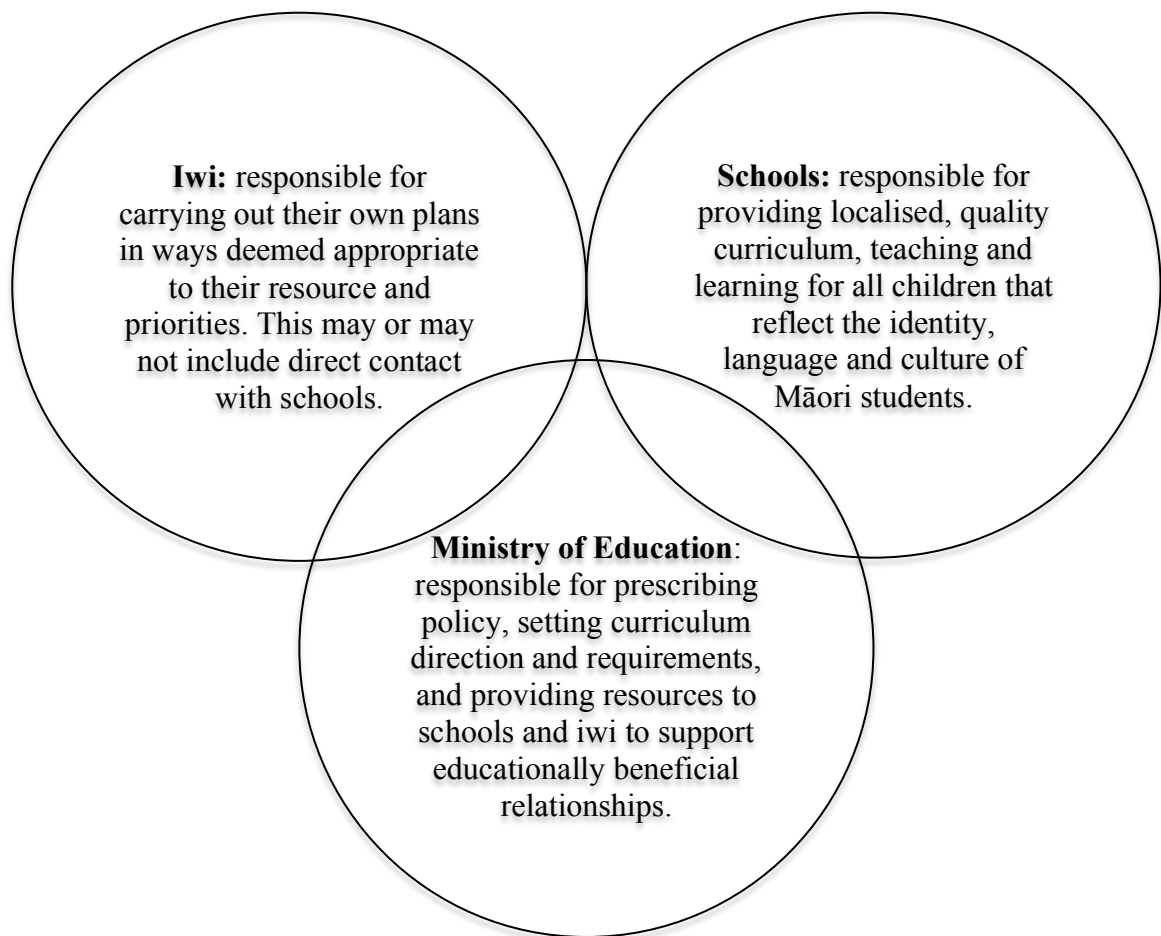 Iwi: responsible for
carrying out their own plans
in ways deemed appropriate
to their resource and
priorities. This may or may
not include direct contact
with schools.
Schools: responsible for
providing localised, quality
curriculum, teaching and
learning for all children that
reflect the identity,
language and culture of
Māori students.
Ministry of Education:
responsible for prescribing
policy, setting curriculum
direction and requirements,
and providing resources to
schools and iwi to support
educationally beneficial
relationships.